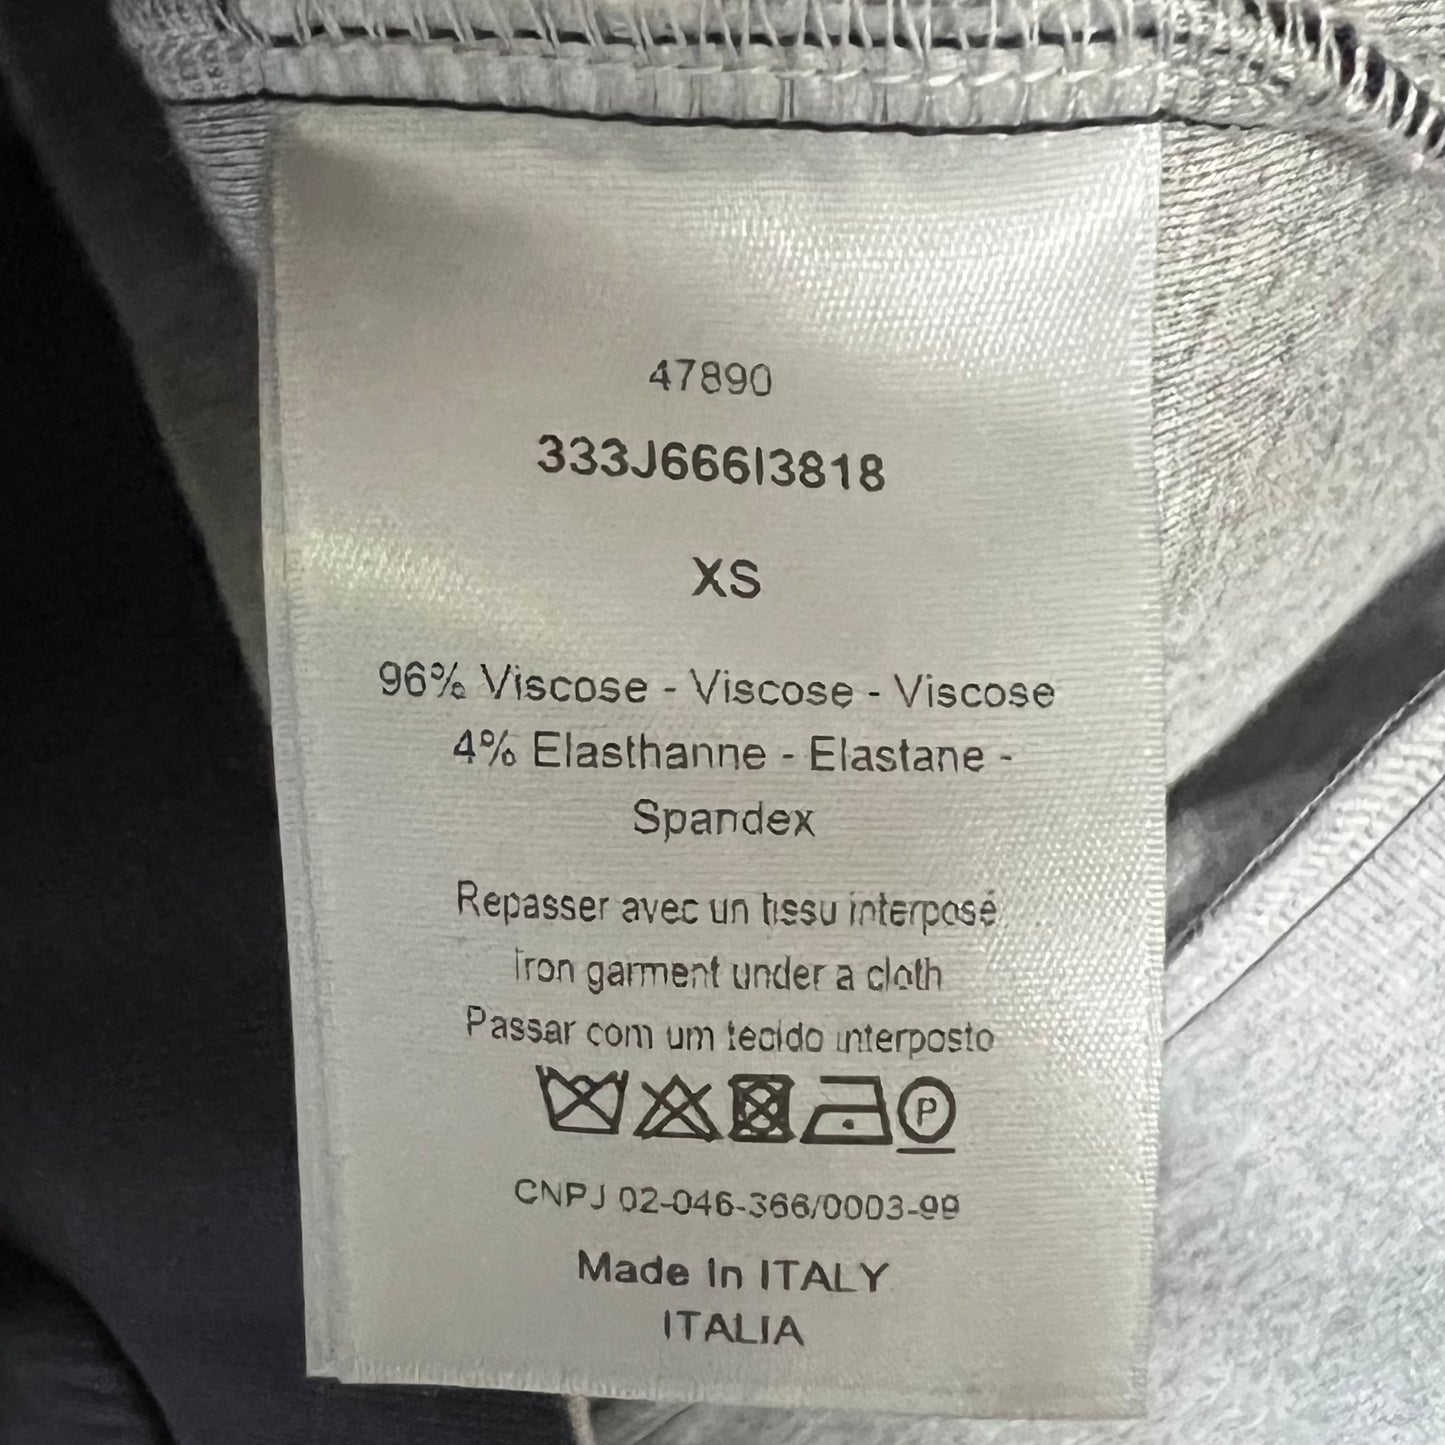 47890
333J666I3818
XS
96% Viscose - Viscose - Viscose
4% Elasthanne - Elastane -
Spandex
Repasser avec un tissu interposé
Iron garment under a cloth
Passar com um tecido interposto
P
CNPJ 02-046-366/0003-99
Made In ITALY
ITALIA